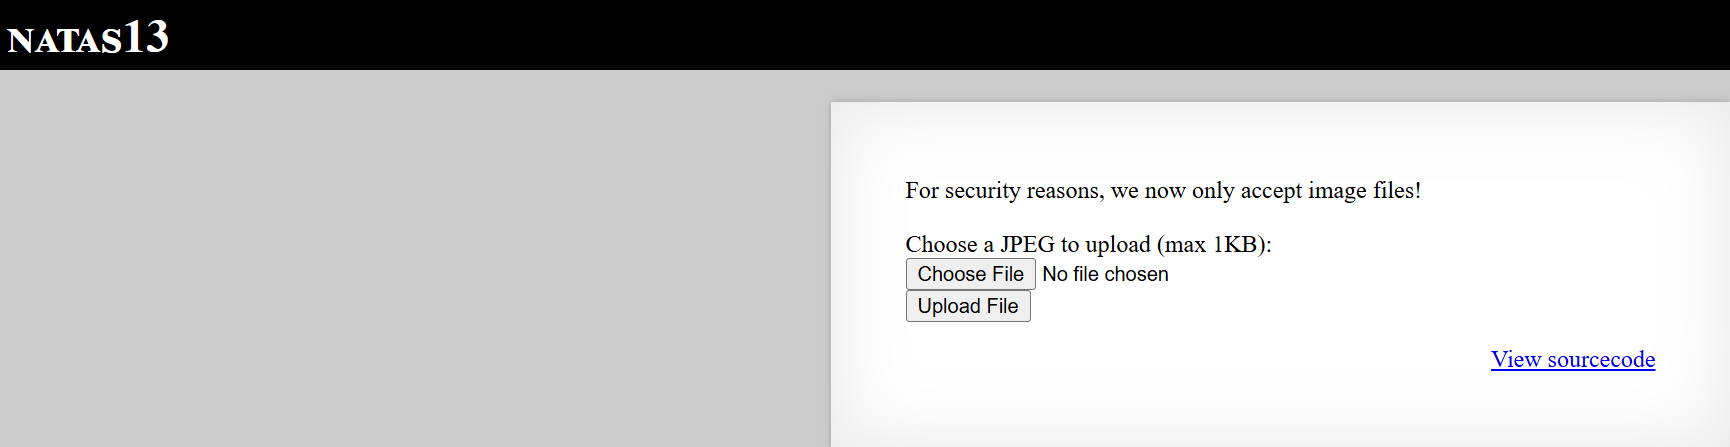 NATAS13
For security reasons, we now only accept image files!
Choose a JPEG to upload (max 1KB):
Choose File No file chosen
Upload File
View sourcecode